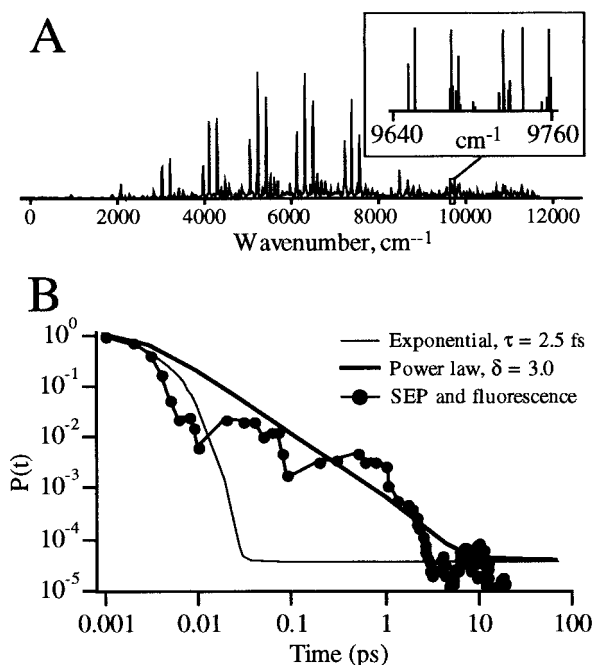 A
9640 cm-1 9760
0 2000 4000 6000 8000 10000 12000
Wavenumber, cm--1
B
10^0
10^-1
10^-2
10^-3
10^-4
10^-5
P(t)
Exponential, τ = 2.5 fs
Power law, δ = 3.0
SEP and fluorescence
0.001 0.01 0.1 1 10 100
Time (ps)